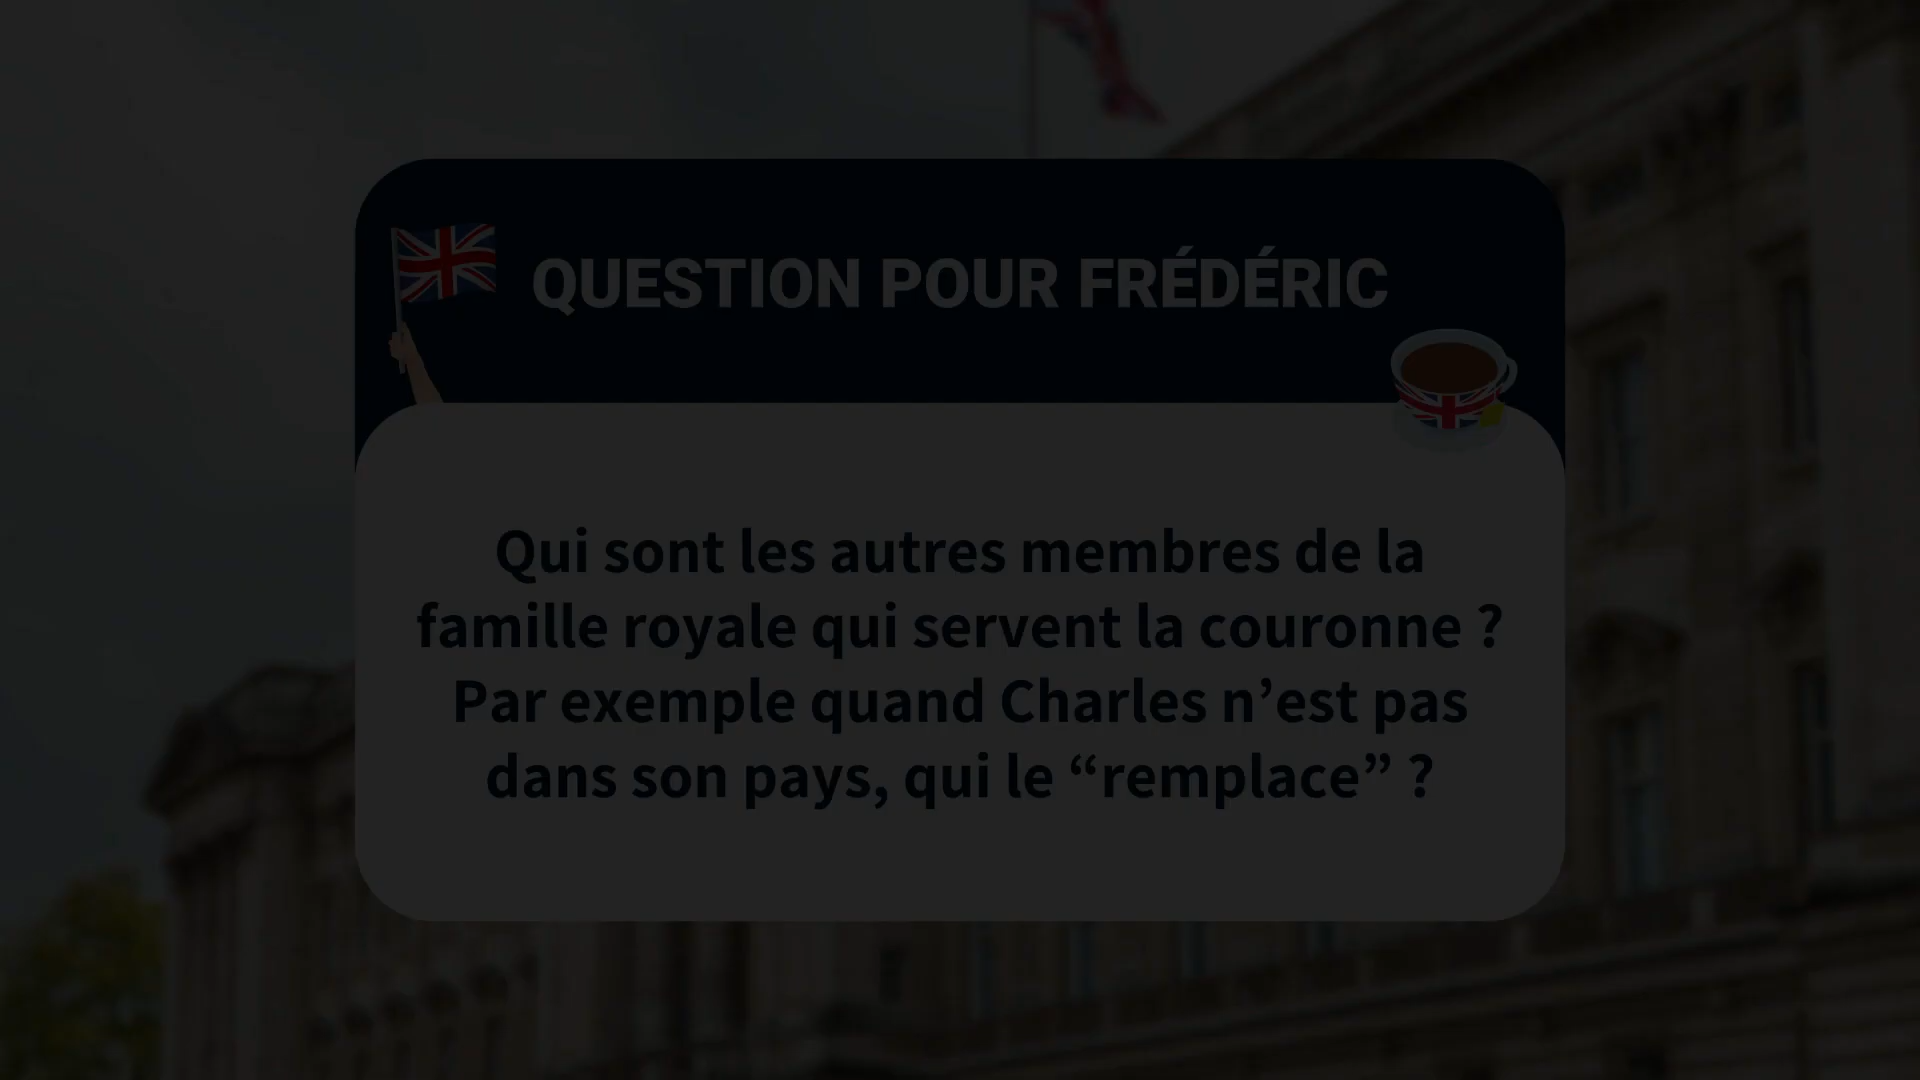 QUESTION POUR FRÉDÉRIC
Qui sont les autres membres de la
famille royale qui servent la couronne ?
Par exemple quand Charles n’est pas
dans son pays, qui le “remplace” ?